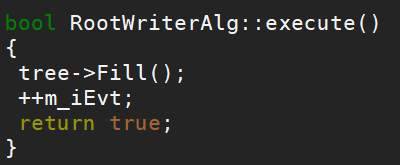 bool RootWriterAlg::execute()
{
 tree->Fill();
 ++m_iEvt;
 return true;
}